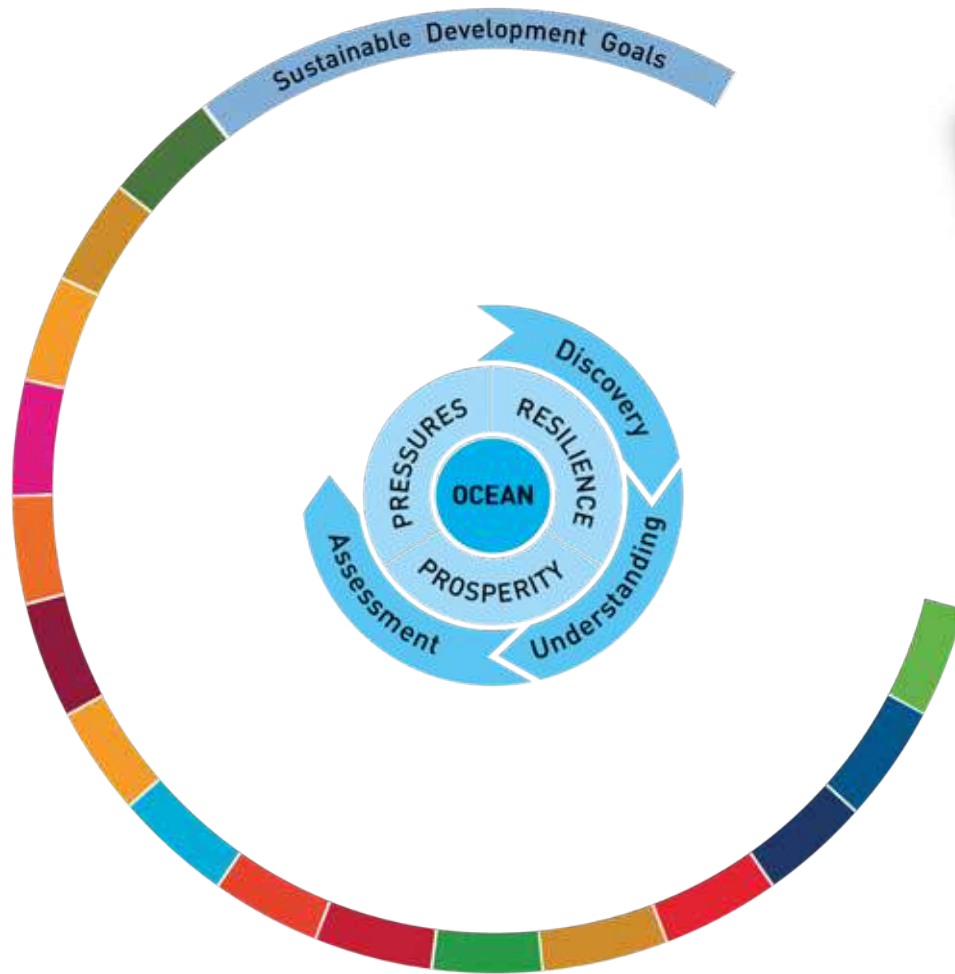 Sustainable Development Goals
Discovery
Understanding
Assessment
PRESSURES
RESILIENCE
PROSPERITY
OCEAN